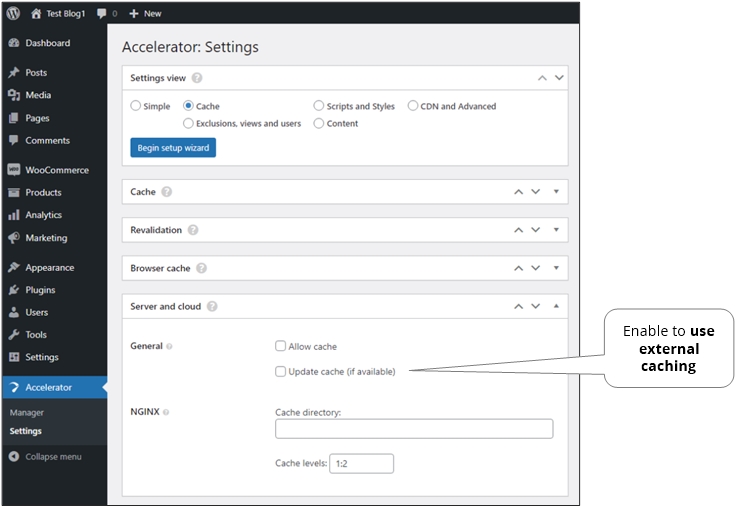 Test Blog1 0 New
Dashboard
Posts
Media
Pages
Comments
WooCommerce
Products
Analytics
Marketing
Appearance
Plugins
Users
Tools
Settings
Accelerator
Manager
Settings
Collapse menu
Accelerator: Settings
Settings view ?
Simple Cache Scripts and Styles CDN and Advanced
Exclusions, views and users Content
Begin setup wizard
Cache ?
Revalidation ?
Browser cache ?
Server and cloud ?
General ? Allow cache
Update cache (if available)
NGINX ? Cache directory:
Cache levels: 1:2
Enable to use
external
caching